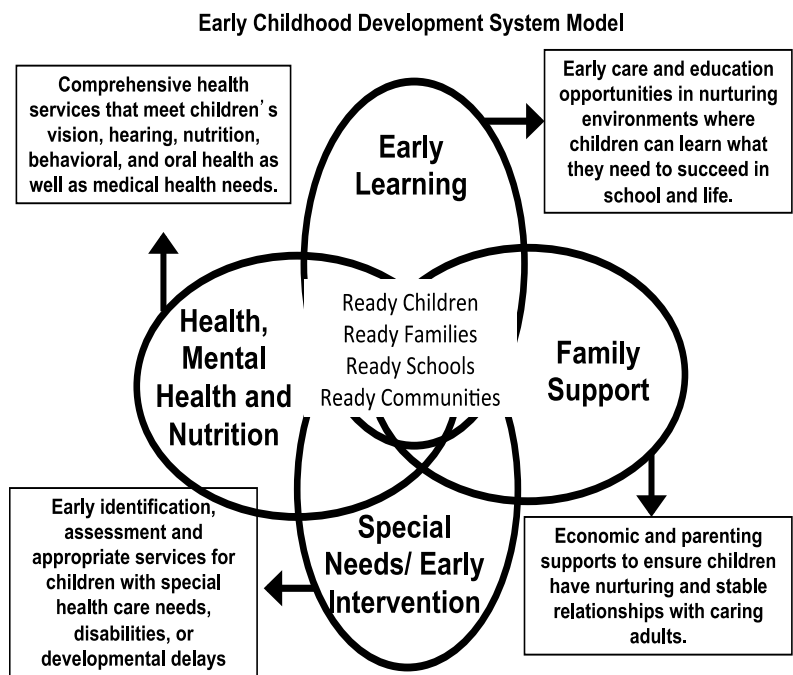 Early Childhood Development System Model
Comprehensive health
services that meet children’s
vision, hearing, nutrition,
behavioral, and oral health as
well as medical health needs.
Early care and education
opportunities in nurturing
environments where
children can learn what
they need to succeed in
school and life.
Early
Learning
Health,
Mental
Health and
Nutrition
Ready Children
Ready Families
Ready Schools
Ready Communities
Family
Support
Special
Needs/ Early
Intervention
Early identification,
assessment and
appropriate services for
children with special
health care needs,
disabilities, or
developmental delays
Economic and parenting
supports to ensure children
have nurturing and stable
relationships with caring
adults.